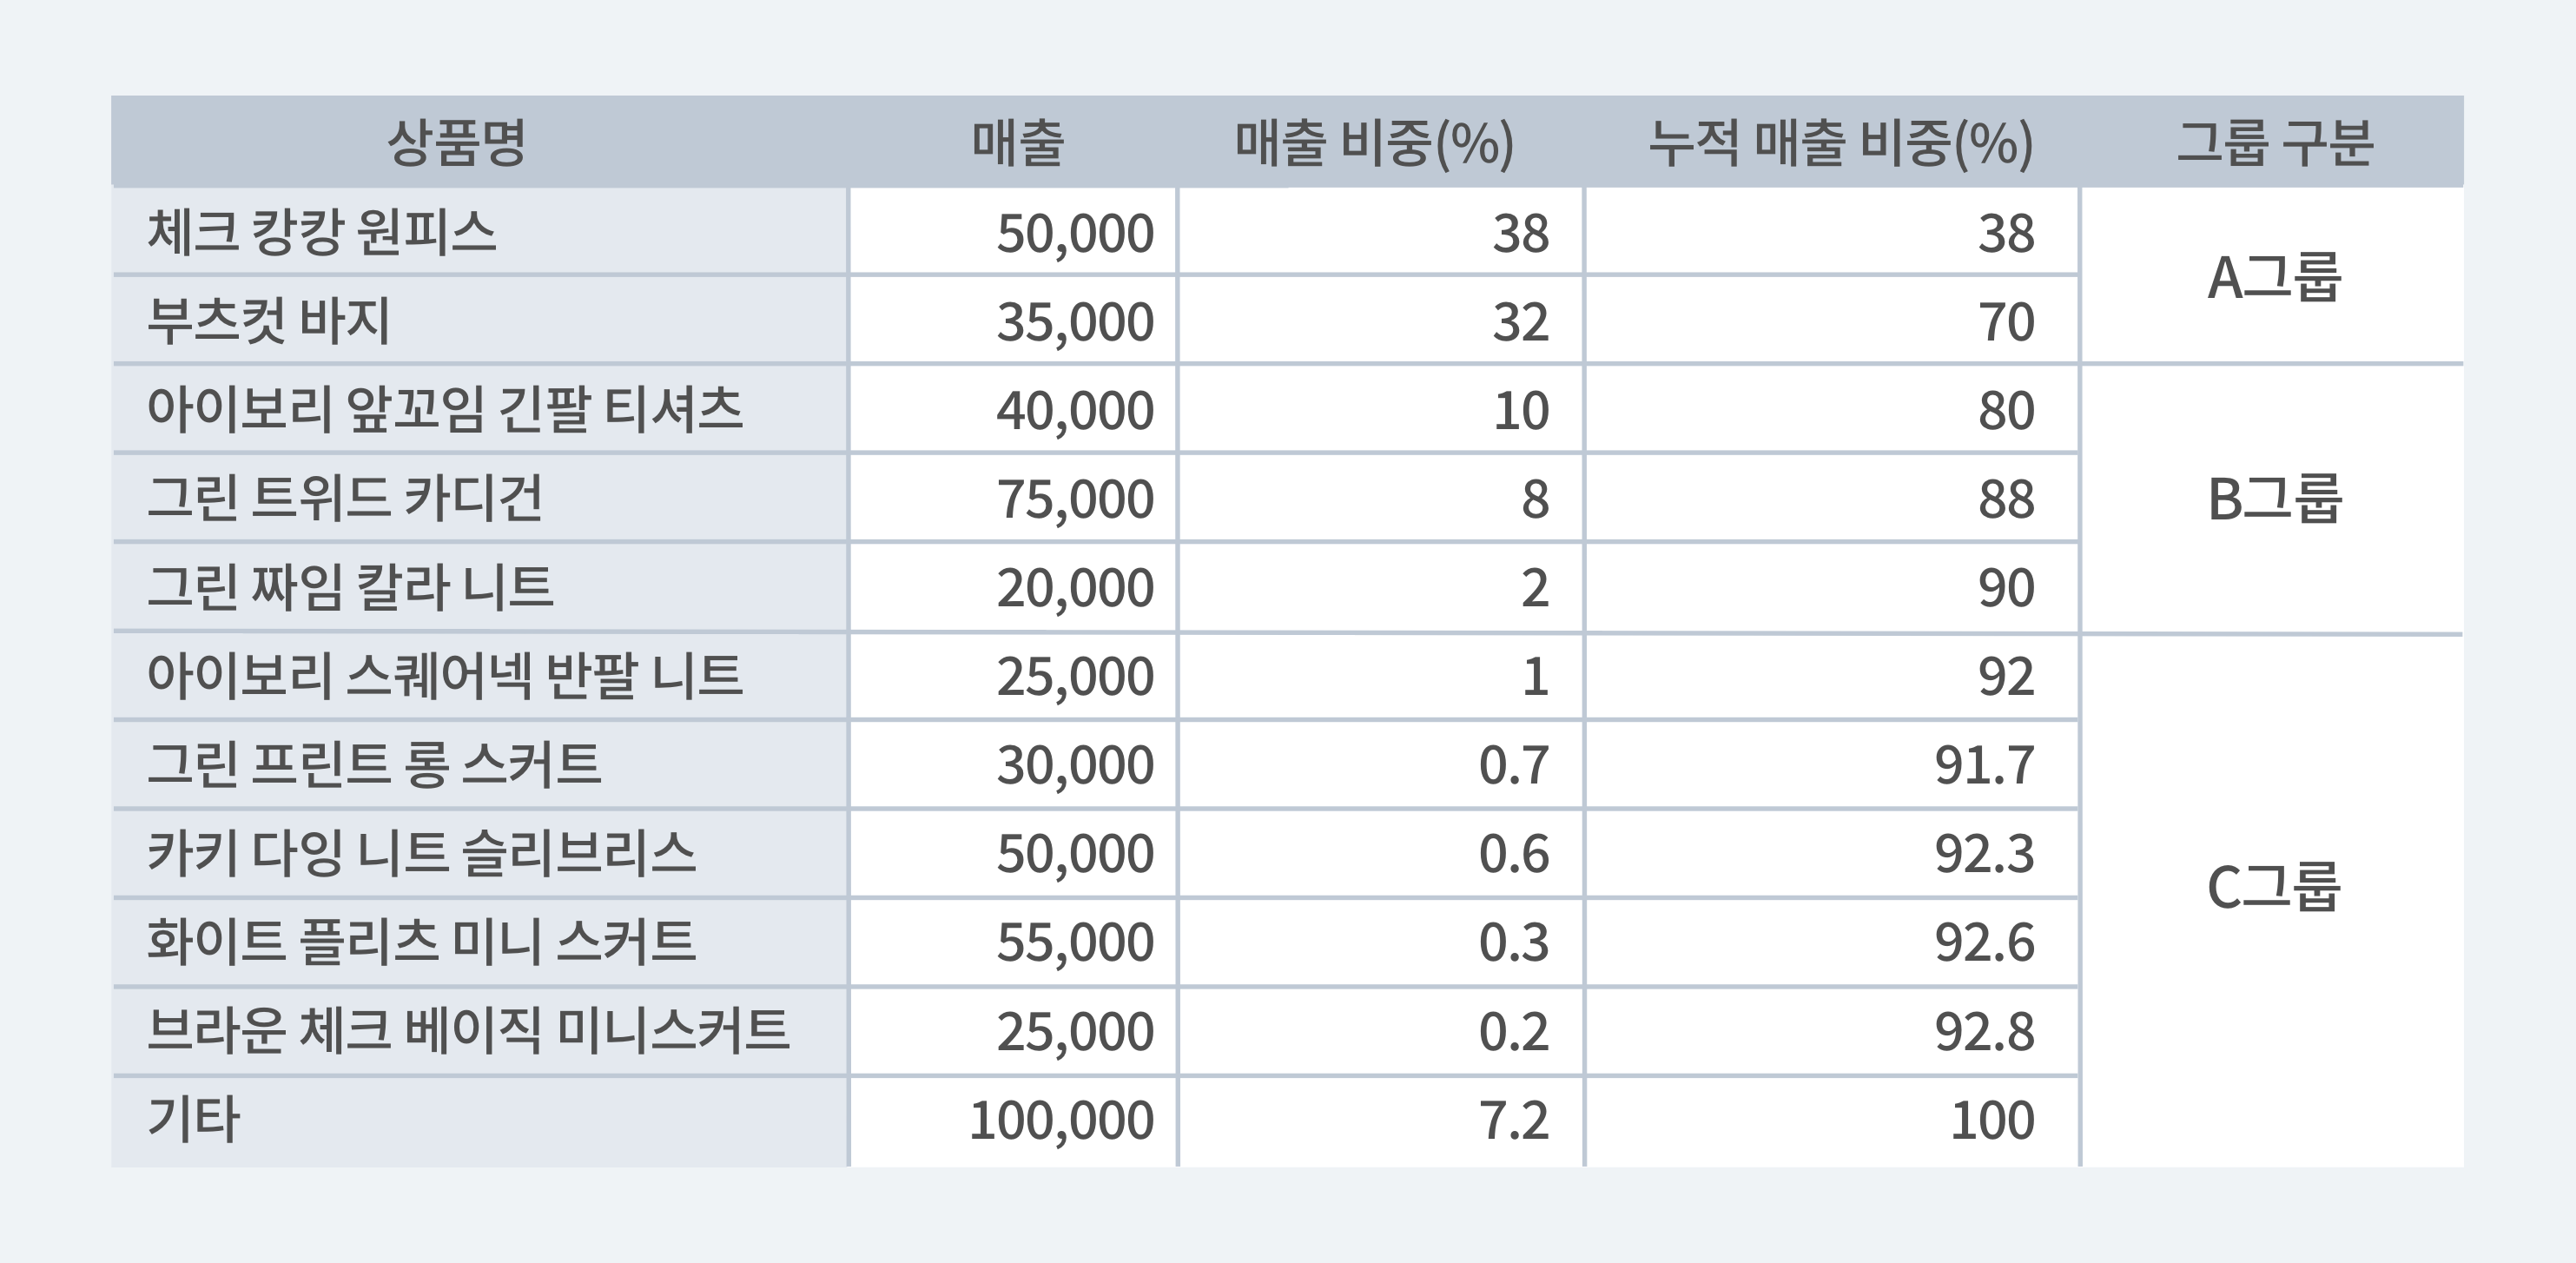 상품명 매출 매출 비중(%) 누적 매출 비중(%) 그룹 구분
체크 캉캉 원피스 50,000 38 38 A그룹
부츠컷 바지 35,000 32 70
아이보리 앞꼬임 긴팔 티셔츠 40,000 10 80 B그룹
그린 트위드 카디건 75,000 8 88
그린 짜임 칼라 니트 20,000 2 90
아이보리 스퀘어넥 반팔 니트 25,000 1 92 C그룹
그린 프린트 롱 스커트 30,000 0.7 91.7
카키 다잉 니트 슬리브리스 50,000 0.6 92.3
화이트 플리츠 미니 스커트 55,000 0.3 92.6
브라운 체크 베이직 미니스커트 25,000 0.2 92.8
기타 100,000 7.2 100